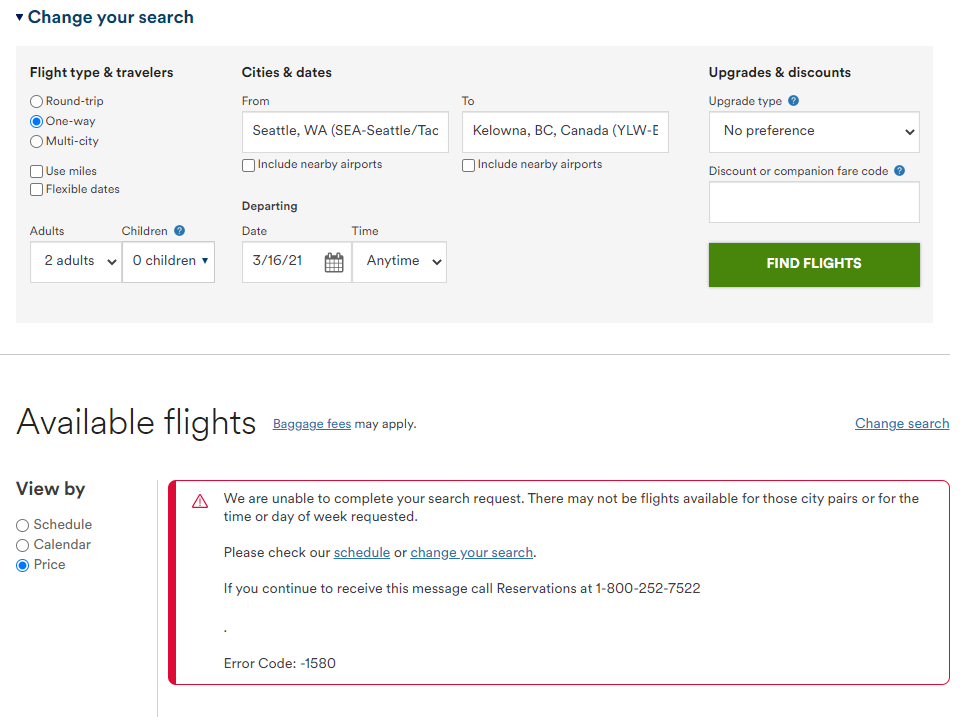 Change your search
Flight type & travelers
Round-trip
One-way
Multi-city
Use miles
Flexible dates
Adults
Children ?
2 adults
0 children
Cities & dates
From
To
Seattle, WA (SEA-Seattle/Tac
Kelowna, BC, Canada (YLW-E
Include nearby airports
Include nearby airports
Departing
Date
Time
3/16/21
Anytime
Upgrades & discounts
Upgrade type ?
No preference
Discount or companion fare code ?
FIND FLIGHTS
Available flights
Baggage fees may apply.
Change search
View by
Schedule
Calendar
Price
We are unable to complete your search request. There may not be flights available for those city pairs or for the
time or day of week requested.
Please check our schedule or change your search.
If you continue to receive this message call Reservations at 1-800-252-7522
.
Error Code: -1580